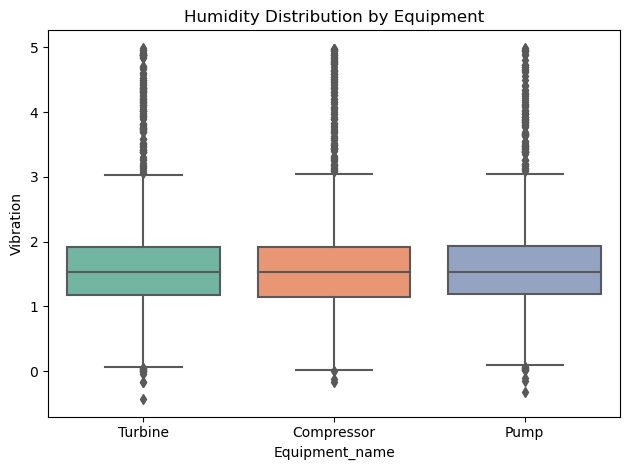 Humidity Distribution by Equipment
5
4
3
2
1
0
Vibration
Turbine Compressor Pump
Equipment_name